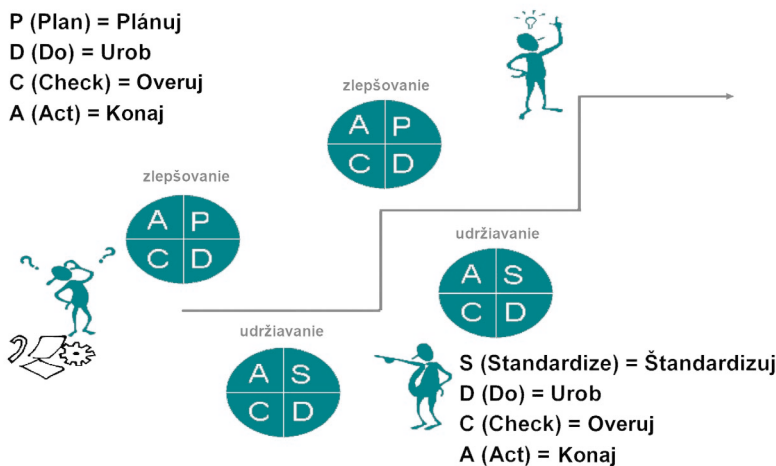 P (Plan) = Plánuj
D (Do) = Urob
C (Check) = Overuj
A (Act) = Konaj
zlepšovanie
A P
C D
zlepšovanie
A P
C D
? ?
udržiavanie
A S
C D
udržiavanie
A S
C D
S (Standardize) = Štandardizuj
D (Do) = Urob
C (Check) = Overuj
A (Act) = Konaj